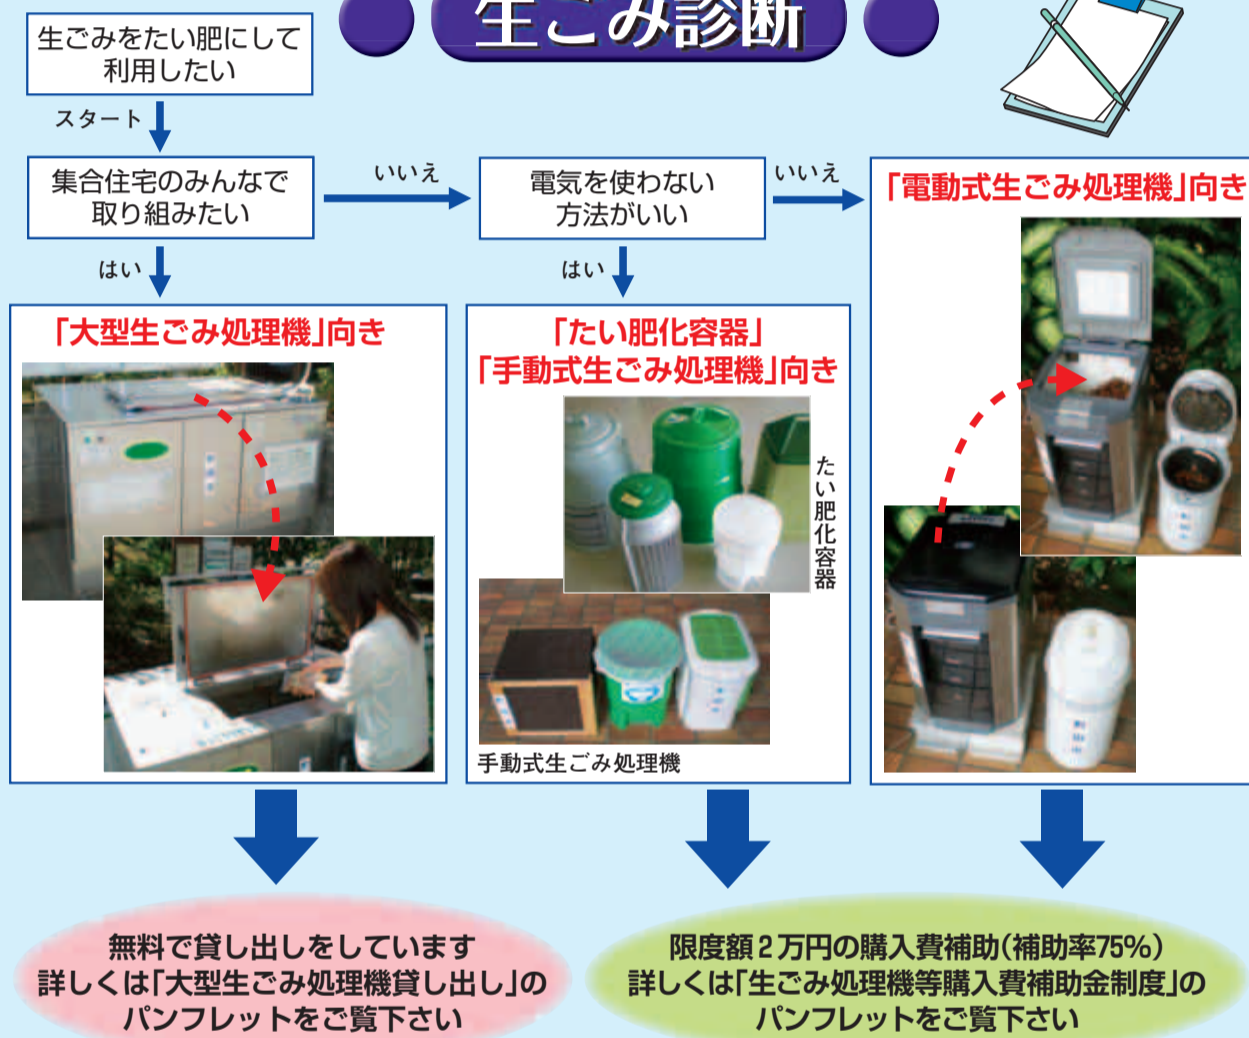 生ごみ診断
生ごみをたい肥にして
利用したい
スタート
集合住宅のみんなで
取り組みたい
いいえ
電気を使わない
方法がいい
いいえ
「電動式生ごみ処理機」向き
はい
はい
「大型生ごみ処理機」向き
「たい肥化容器」
「手動式生ごみ処理機」向き
たい肥化容器
手動式生ごみ処理機
無料で貸し出しをしています
詳しくは「大型生ごみ処理機貸し出し」の
パンフレットをご覧下さい
限度額2万円の購入費補助(補助率75%)
詳しくは「生ごみ処理機等購入費補助金制度」の
パンフレットをご覧下さい